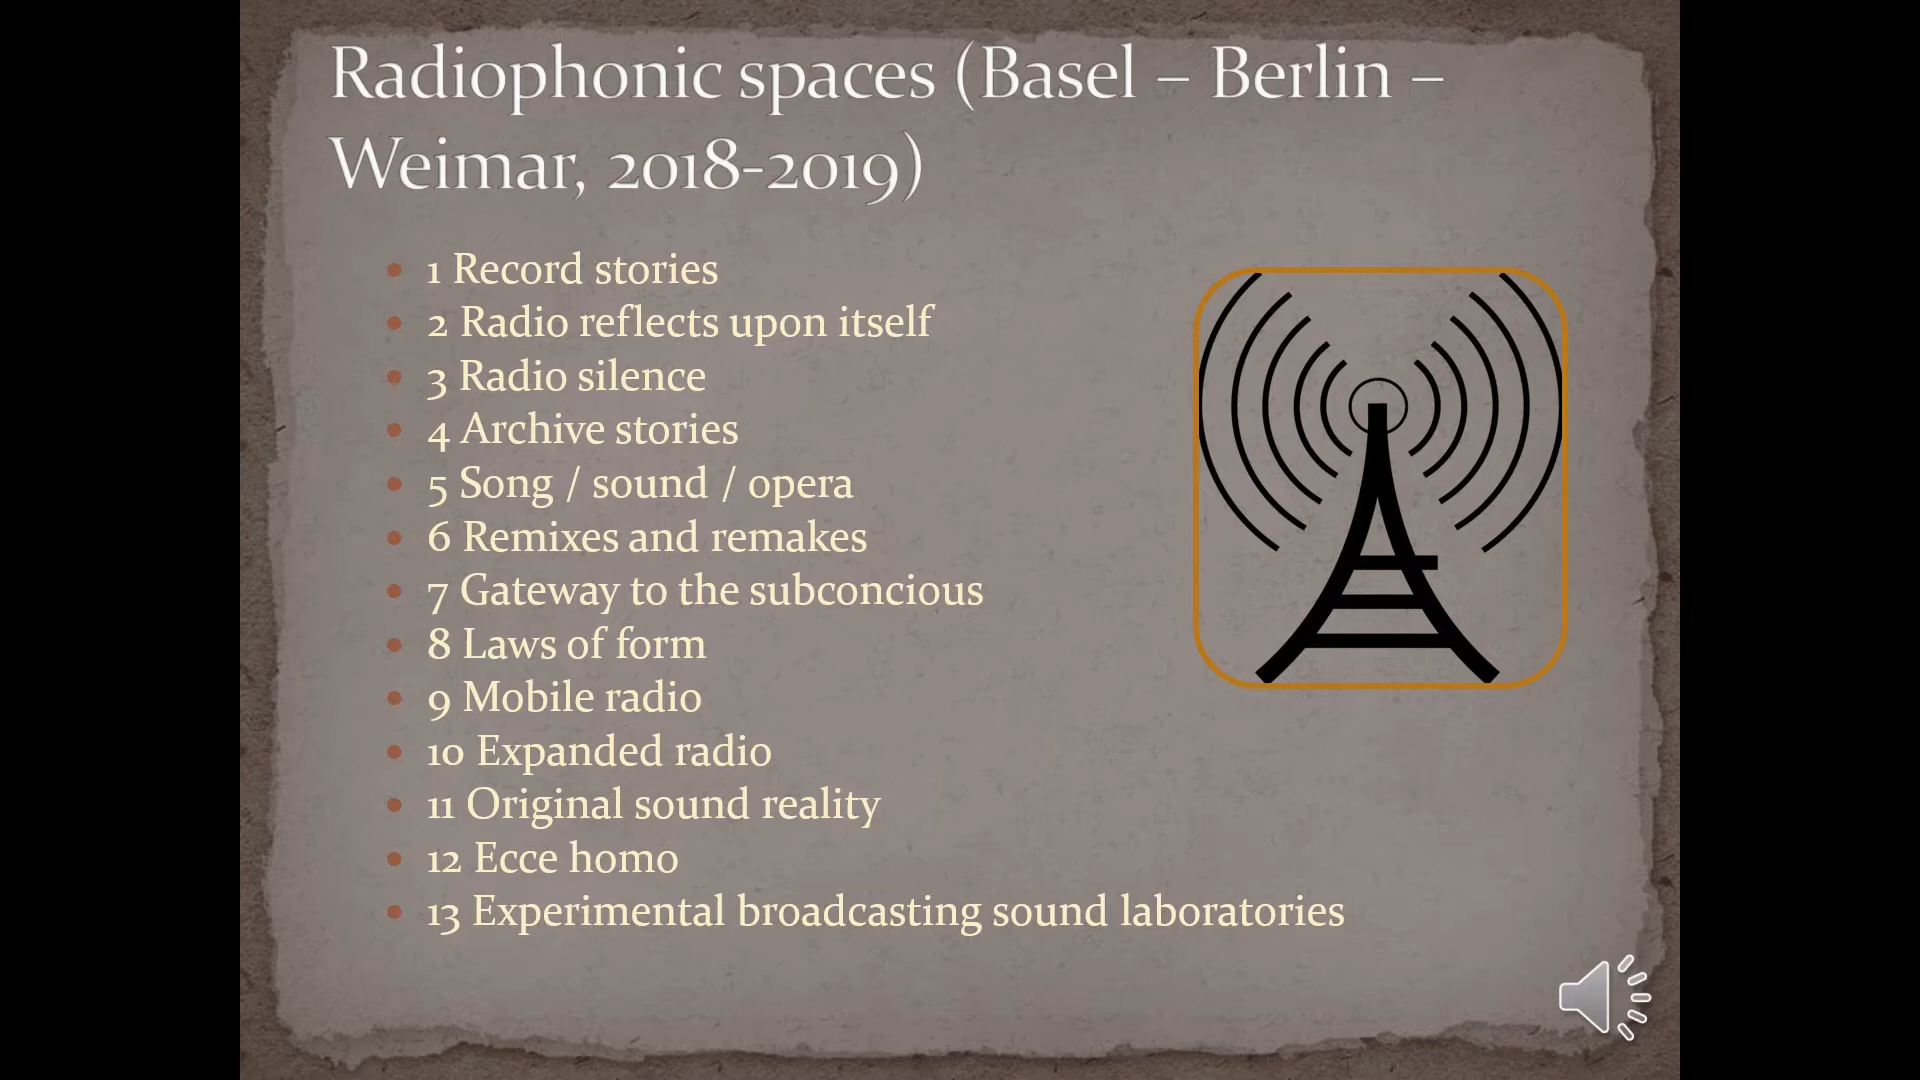 Radiophonic spaces (Basel – Berlin –
Weimar, 2018-2019)
• 1 Record stories
• 2 Radio reflects upon itself
• 3 Radio silence
• 4 Archive stories
• 5 Song / sound / opera
• 6 Remixes and remakes
• 7 Gateway to the subconcious
• 8 Laws of form
• 9 Mobile radio
• 10 Expanded radio
• 11 Original sound reality
• 12 Ecce homo
• 13 Experimental broadcasting sound laboratories